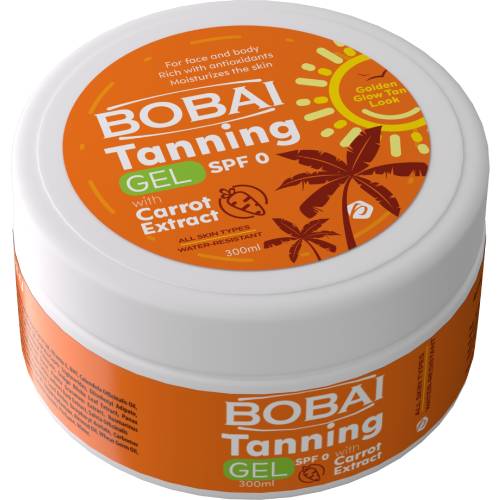 For face and body
Rich with antioxidants
Moisturizes the skin
Golden
Glow Tan
Look
BOBAI
Tanning
GEL SPF 0
with
Carrot
Extract
ALL SKIN TYPES
WATER-RESISTANT
300ml
BOBAI
Tanning
GEL SPF 0 with
Carrot
Extract
300ml
ALL SKIN TYPES
WATER-RESISTANT